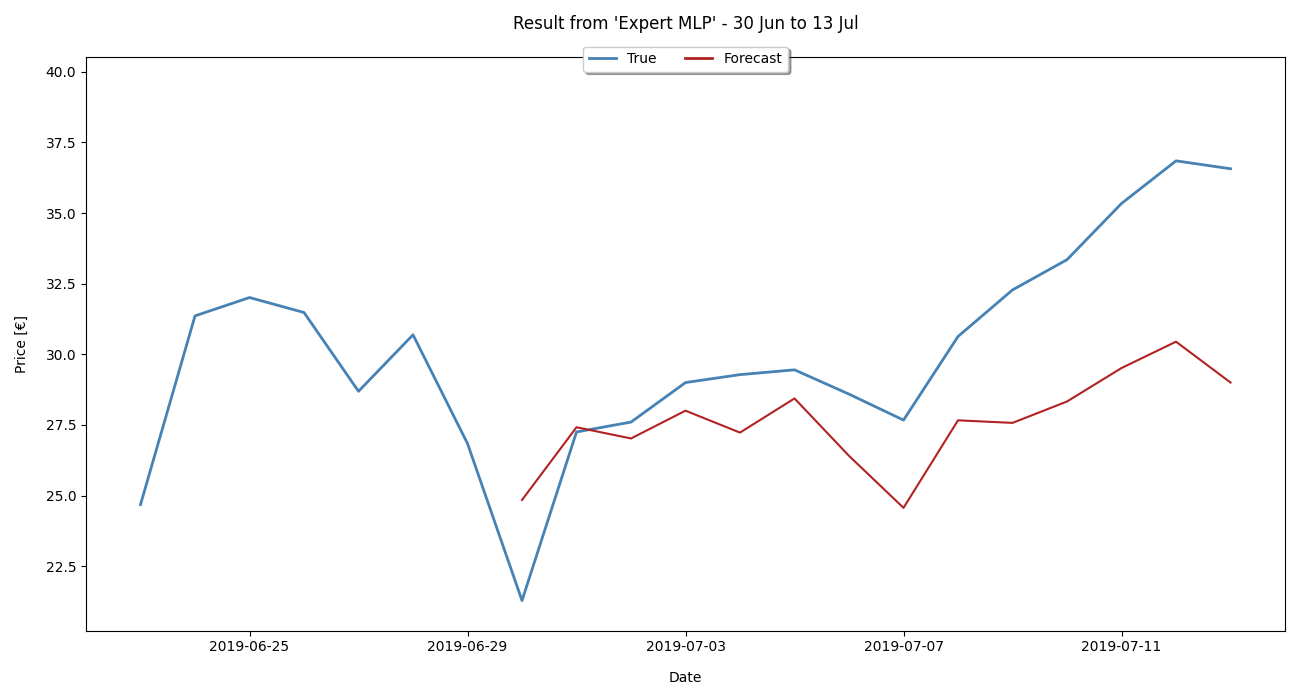 Result from 'Expert MLP' - 30 Jun to 13 Jul
True Forecast
40.0
37.5
35.0
32.5
30.0
27.5
25.0
22.5
Price [€]
2019-06-25 2019-06-29 2019-07-03 2019-07-07 2019-07-11
Date